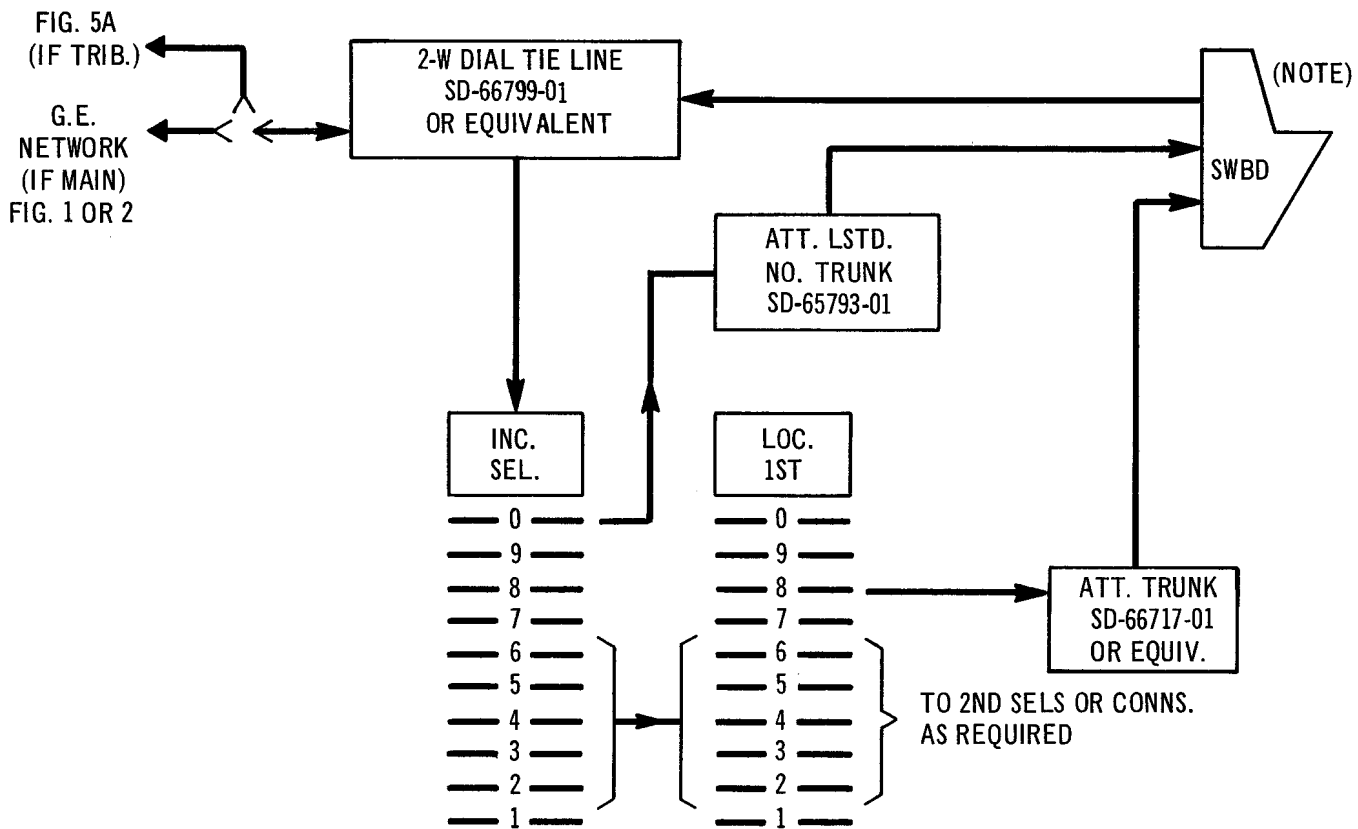 FIG. 5A
(IF TRIB.)
G.E.
NETWORK
(IF MAIN)
FIG. 1 OR 2
2-W DIAL TIE LINE
SD-66799-01
OR EQUIVALENT
(NOTE)
SWBD
ATT. LSTD.
NO. TRUNK
SD-65793-01
INC.
SEL.
0
9
8
7
6
5
4
3
2
1
LOC.
1ST
0
9
8
7
6
5
4
3
2
1
ATT. TRUNK
SD-66717-01
OR EQUIV.
TO 2ND SELS OR CONNS.
AS REQUIRED